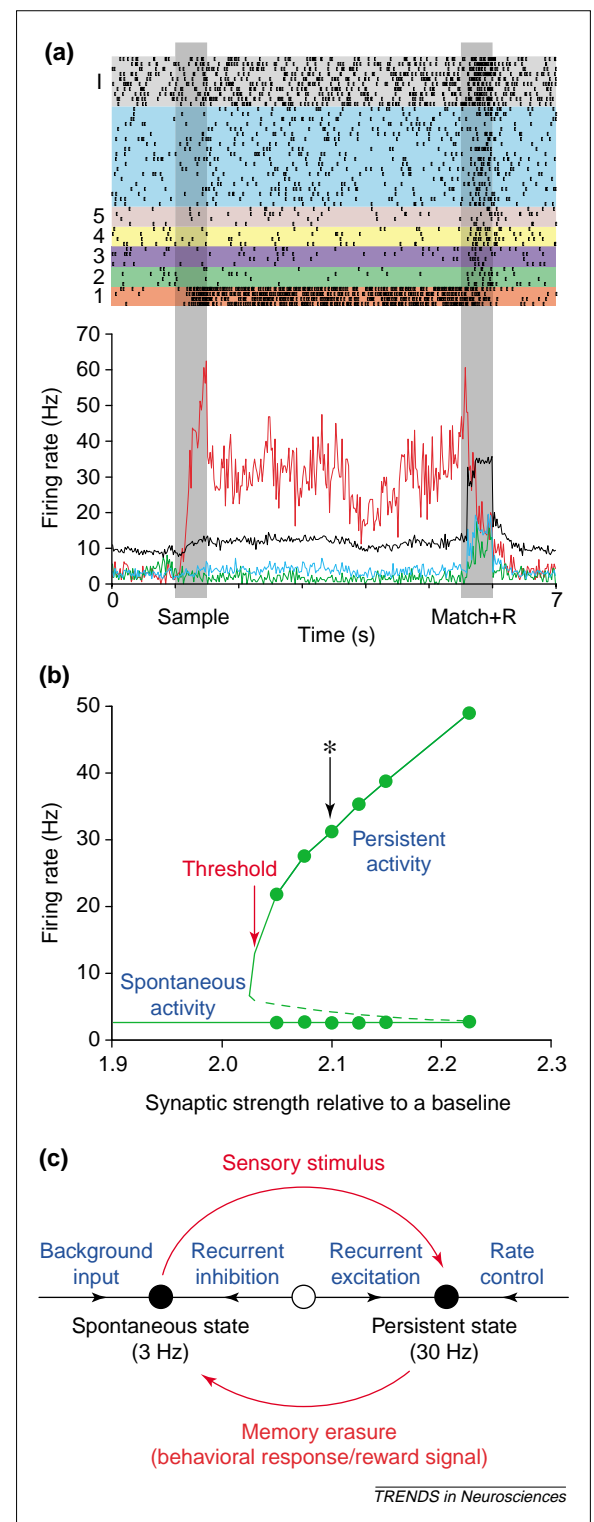 (a)
I
5
4
3
2
1
70
60
50
40
30
20
10
0
Firing rate (Hz)
0
7
Sample
Match+R
Time (s)
(b)
50
40
30
20
10
0
Firing rate (Hz)
*
Persistent
activity
Threshold
Spontaneous
activity
1.9
2.0
2.1
2.2
2.3
Synaptic strength relative to a baseline
(c)
Sensory stimulus
Background
input
Recurrent
inhibition
Recurrent
excitation
Rate
control
Spontaneous state
(3 Hz)
Persistent state
(30 Hz)
Memory erasure
(behavioral response/reward signal)
TRENDS in Neurosciences